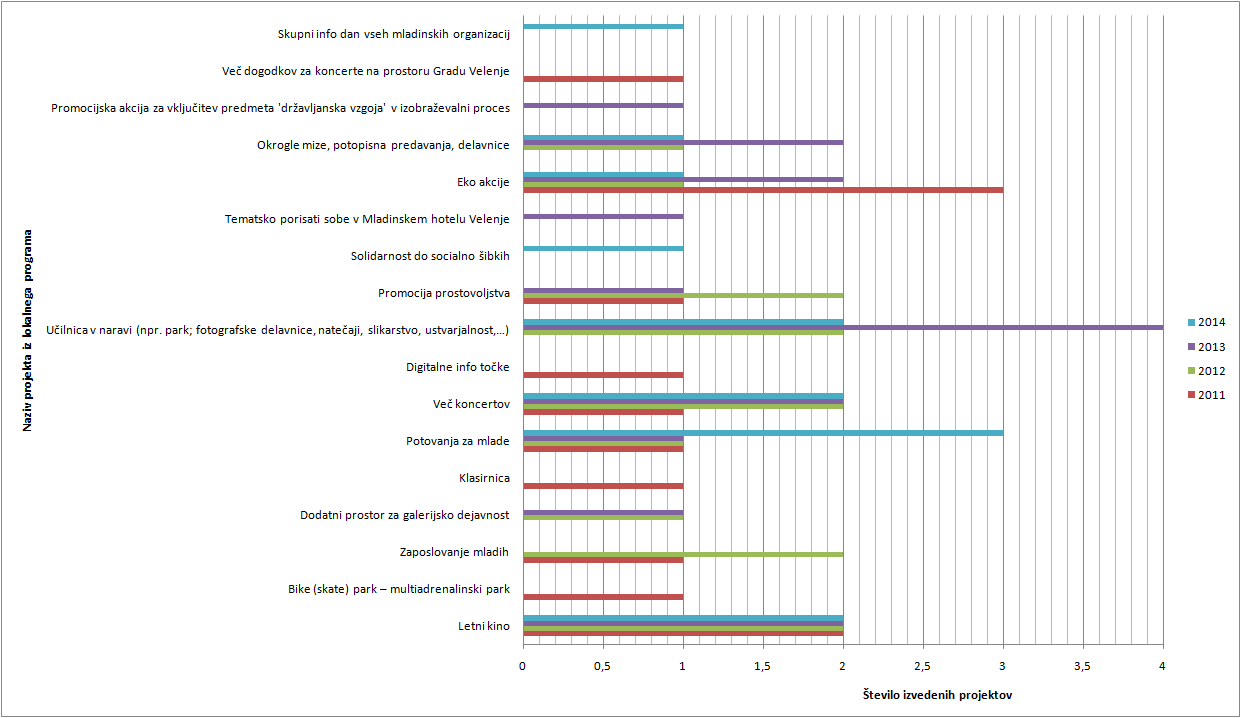 Skupni info dan vseh mladinskih organizacij
Več dogodkov za koncerte na prostoru Gradu Velenje
Promocijska akcija za vključitev predmeta 'državljanska vzgoja' v izobraževalni proces
Okrogle mize, potopisna predavanja, delavnice
Eko akcije
Tematsko porisati sobe v Mladinskem hotelu Velenje
Solidarnost do socialno šibkih
Promocija prostovoljstva
Učilnica v naravi (npr. park; fotografske delavnice, natečaji, slikarstvo, ustvarjalnost,...)
Digitalne info točke
Več koncertov
Potovanja za mlade
Klasirnica
Dodatni prostor za galerijsko dejavnost
Zaposlovanje mladih
Bike (skate) park – multiadrenalinski park
Letni kino
Naziv projekta iz lokalnega programa
0 0,5 1 1,5 2 2,5 3 3,5 4
Število izvedenih projektov
2014
2013
2012
2011